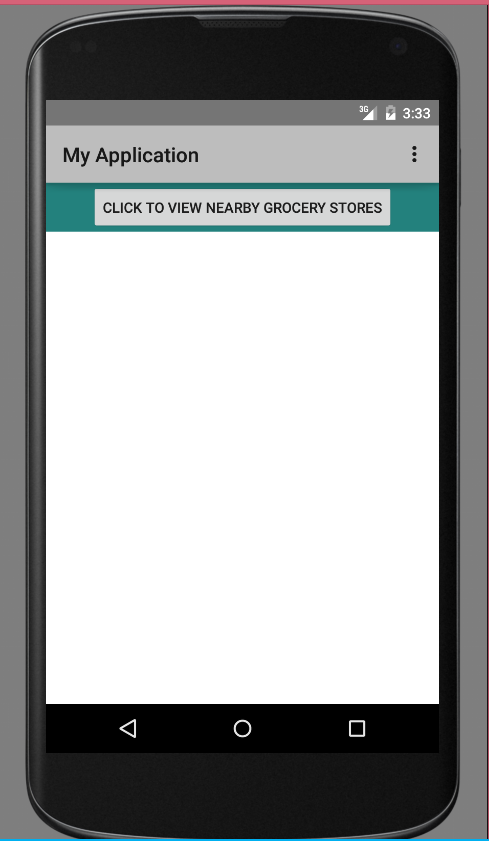 3G 3:33
My Application
CLICK TO VIEW NEARBY GROCERY STORES